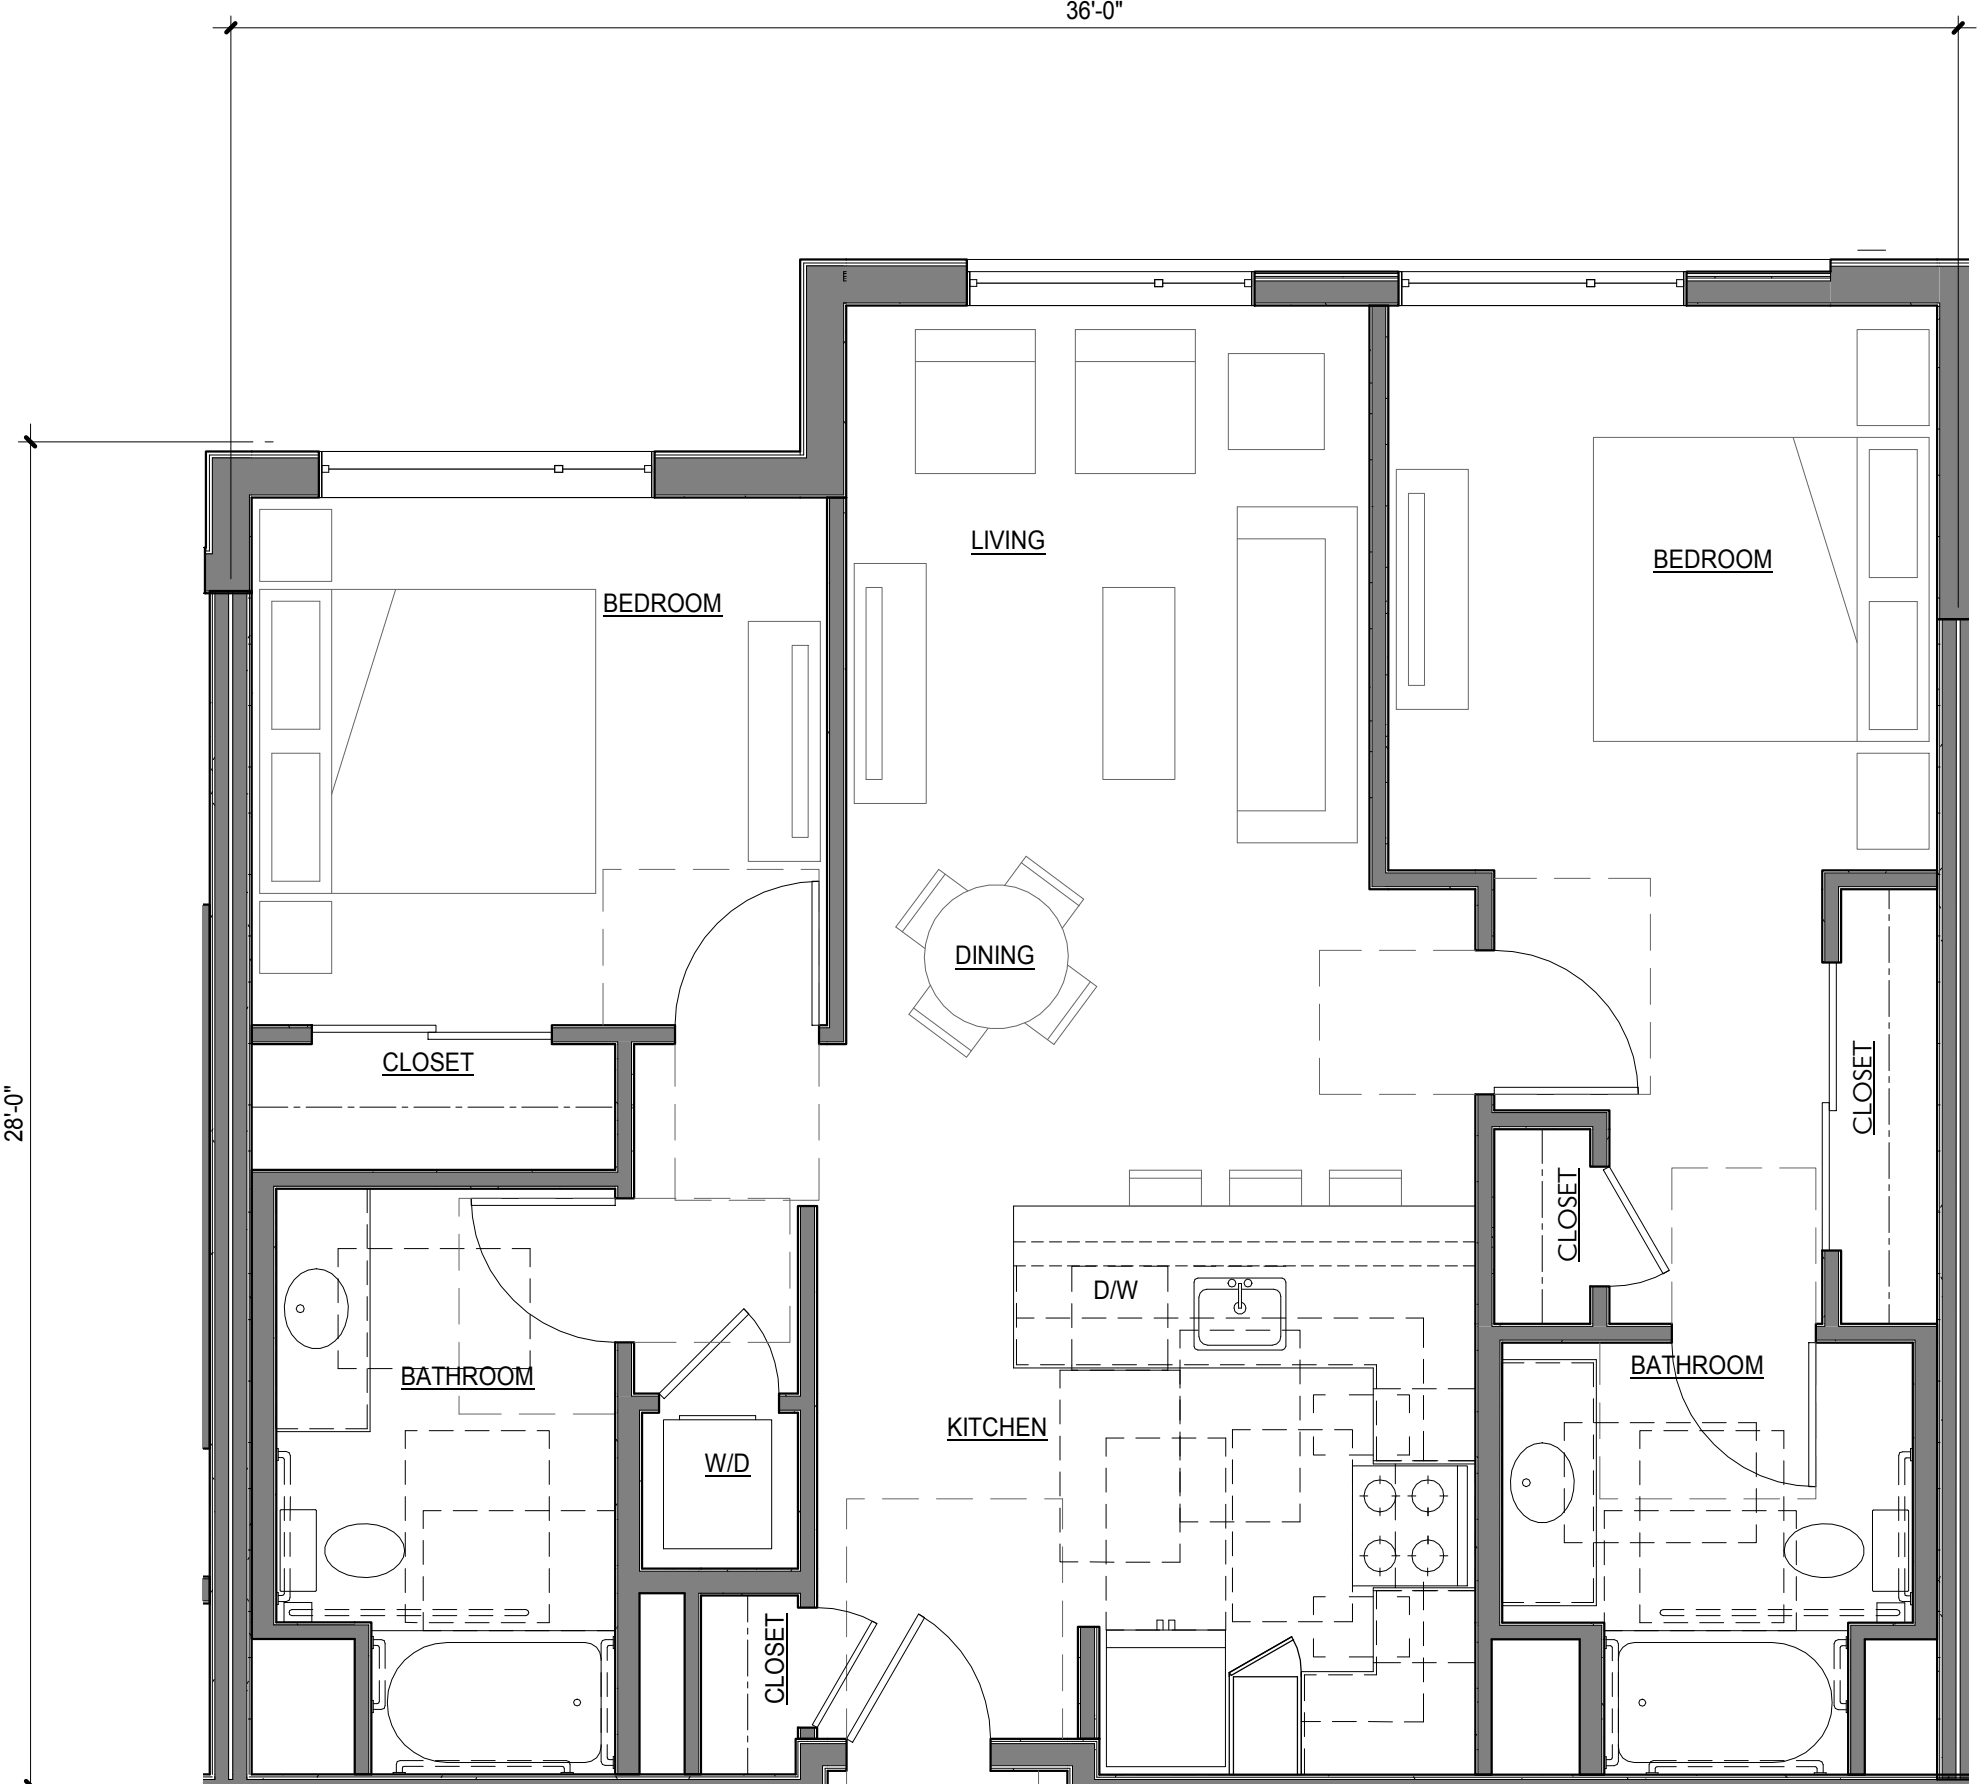 36'-0"
LIVING
BEDROOM
BEDROOM
DINING
CLOSET
CLOSET
28'-0"
CLOSET
D/W
BATHROOM
BATHROOM
KITCHEN
W/D
CLOSET